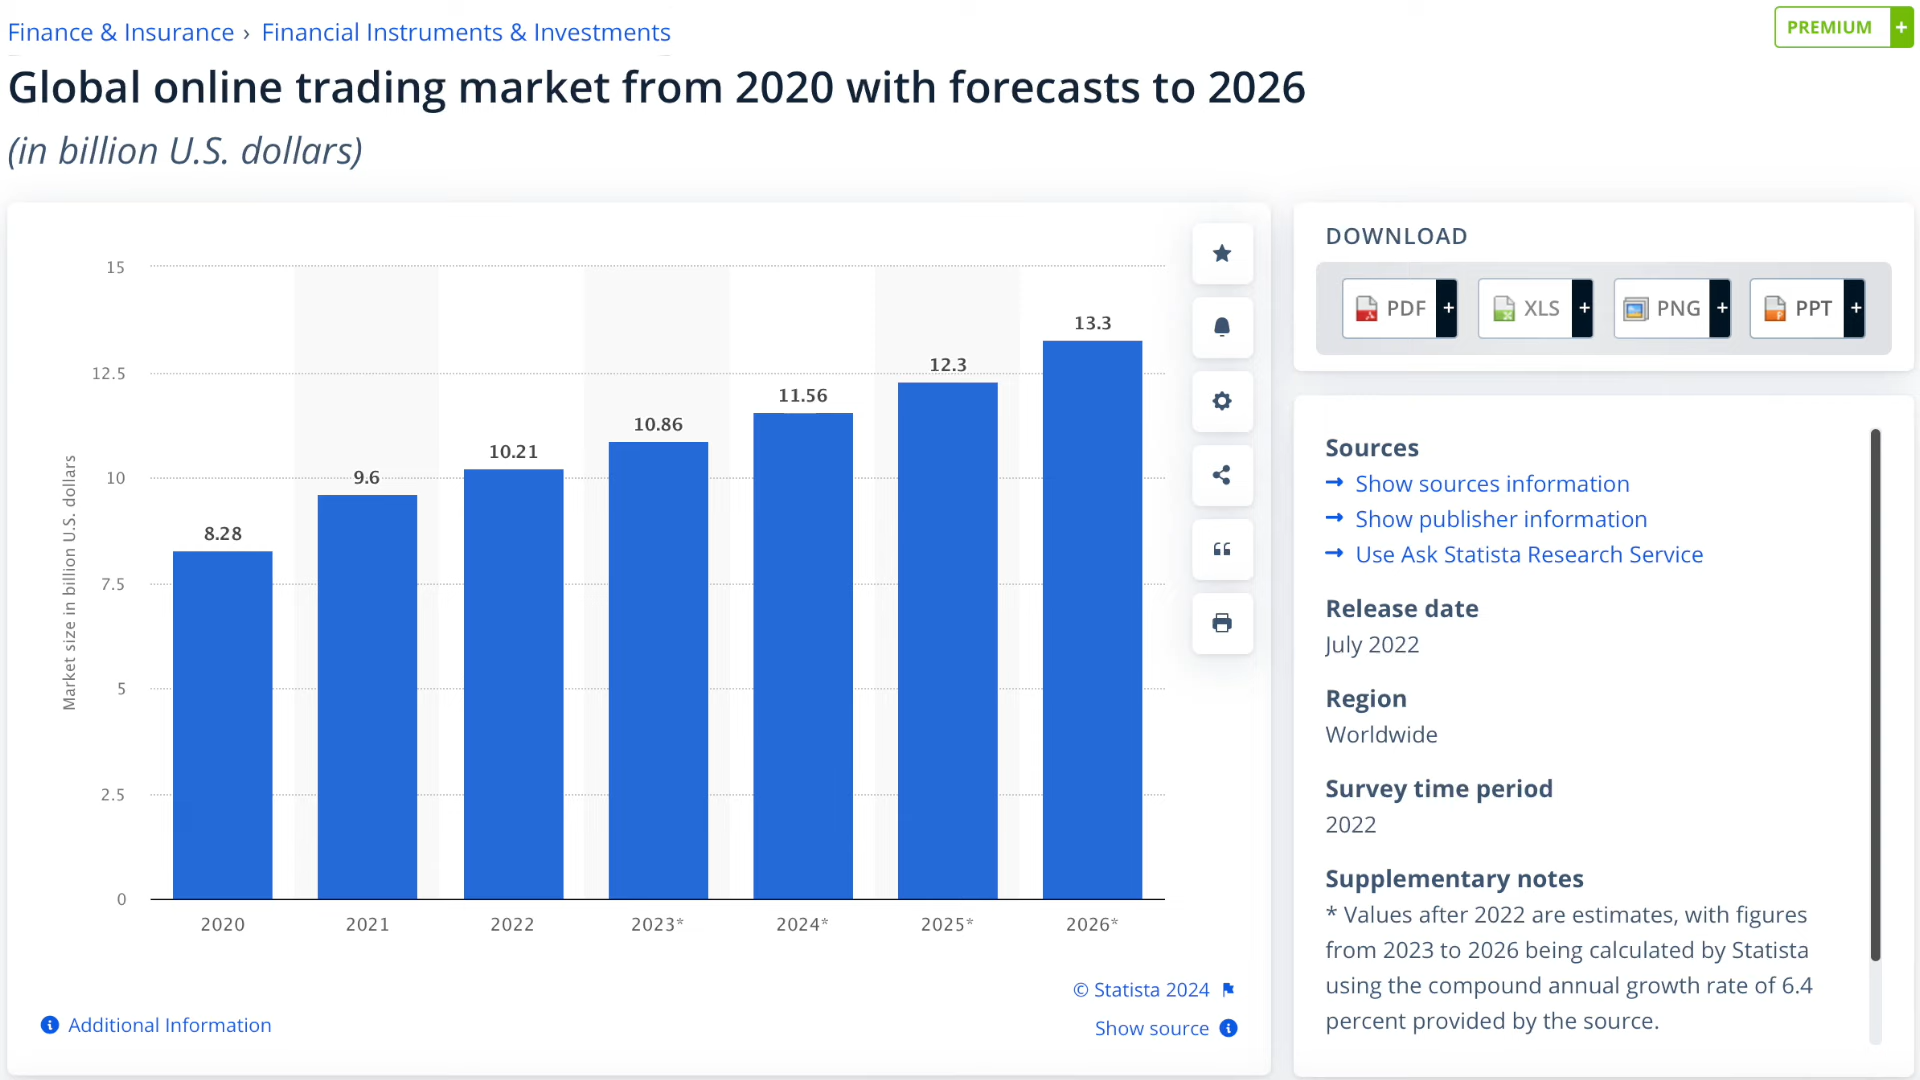 Finance & Insurance › Financial Instruments & Investments
PREMIUM +
Global online trading market from 2020 with forecasts to 2026
(in billion U.S. dollars)
Market size in billion U.S. dollars
15
12.5
10
7.5
5
2.5
0
8.28
9.6
10.21
10.86
11.56
12.3
13.3
2020
2021
2022
2023*
2024*
2025*
2026*
© Statista 2024
Additional Information
Show source
DOWNLOAD
PDF + XLS + PNG + PPT +
Sources
Show sources information
Show publisher information
Use Ask Statista Research Service
Release date
July 2022
Region
Worldwide
Survey time period
2022
Supplementary notes
* Values after 2022 are estimates, with figures
from 2023 to 2026 being calculated by Statista
using the compound annual growth rate of 6.4
percent provided by the source.